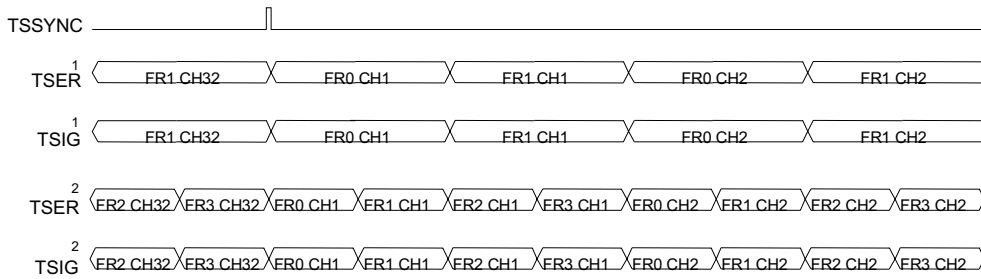 TSSYNC
TSER 1 FR1 CH32 FR0 CH1 FR1 CH1 FR0 CH2 FR1 CH2
TSIG 1 FR1 CH32 FR0 CH1 FR1 CH1 FR0 CH2 FR1 CH2
TSER 2 FR2 CH32 FR3 CH32 FR0 CH1 FR1 CH1 FR2 CH1 FR3 CH1 FR0 CH2 FR1 CH2 FR2 CH2 FR3 CH2
TSIG 2 FR2 CH32 FR3 CH32 FR0 CH1 FR1 CH1 FR2 CH1 FR3 CH1 FR0 CH2 FR1 CH2 FR2 CH2 FR3 CH2